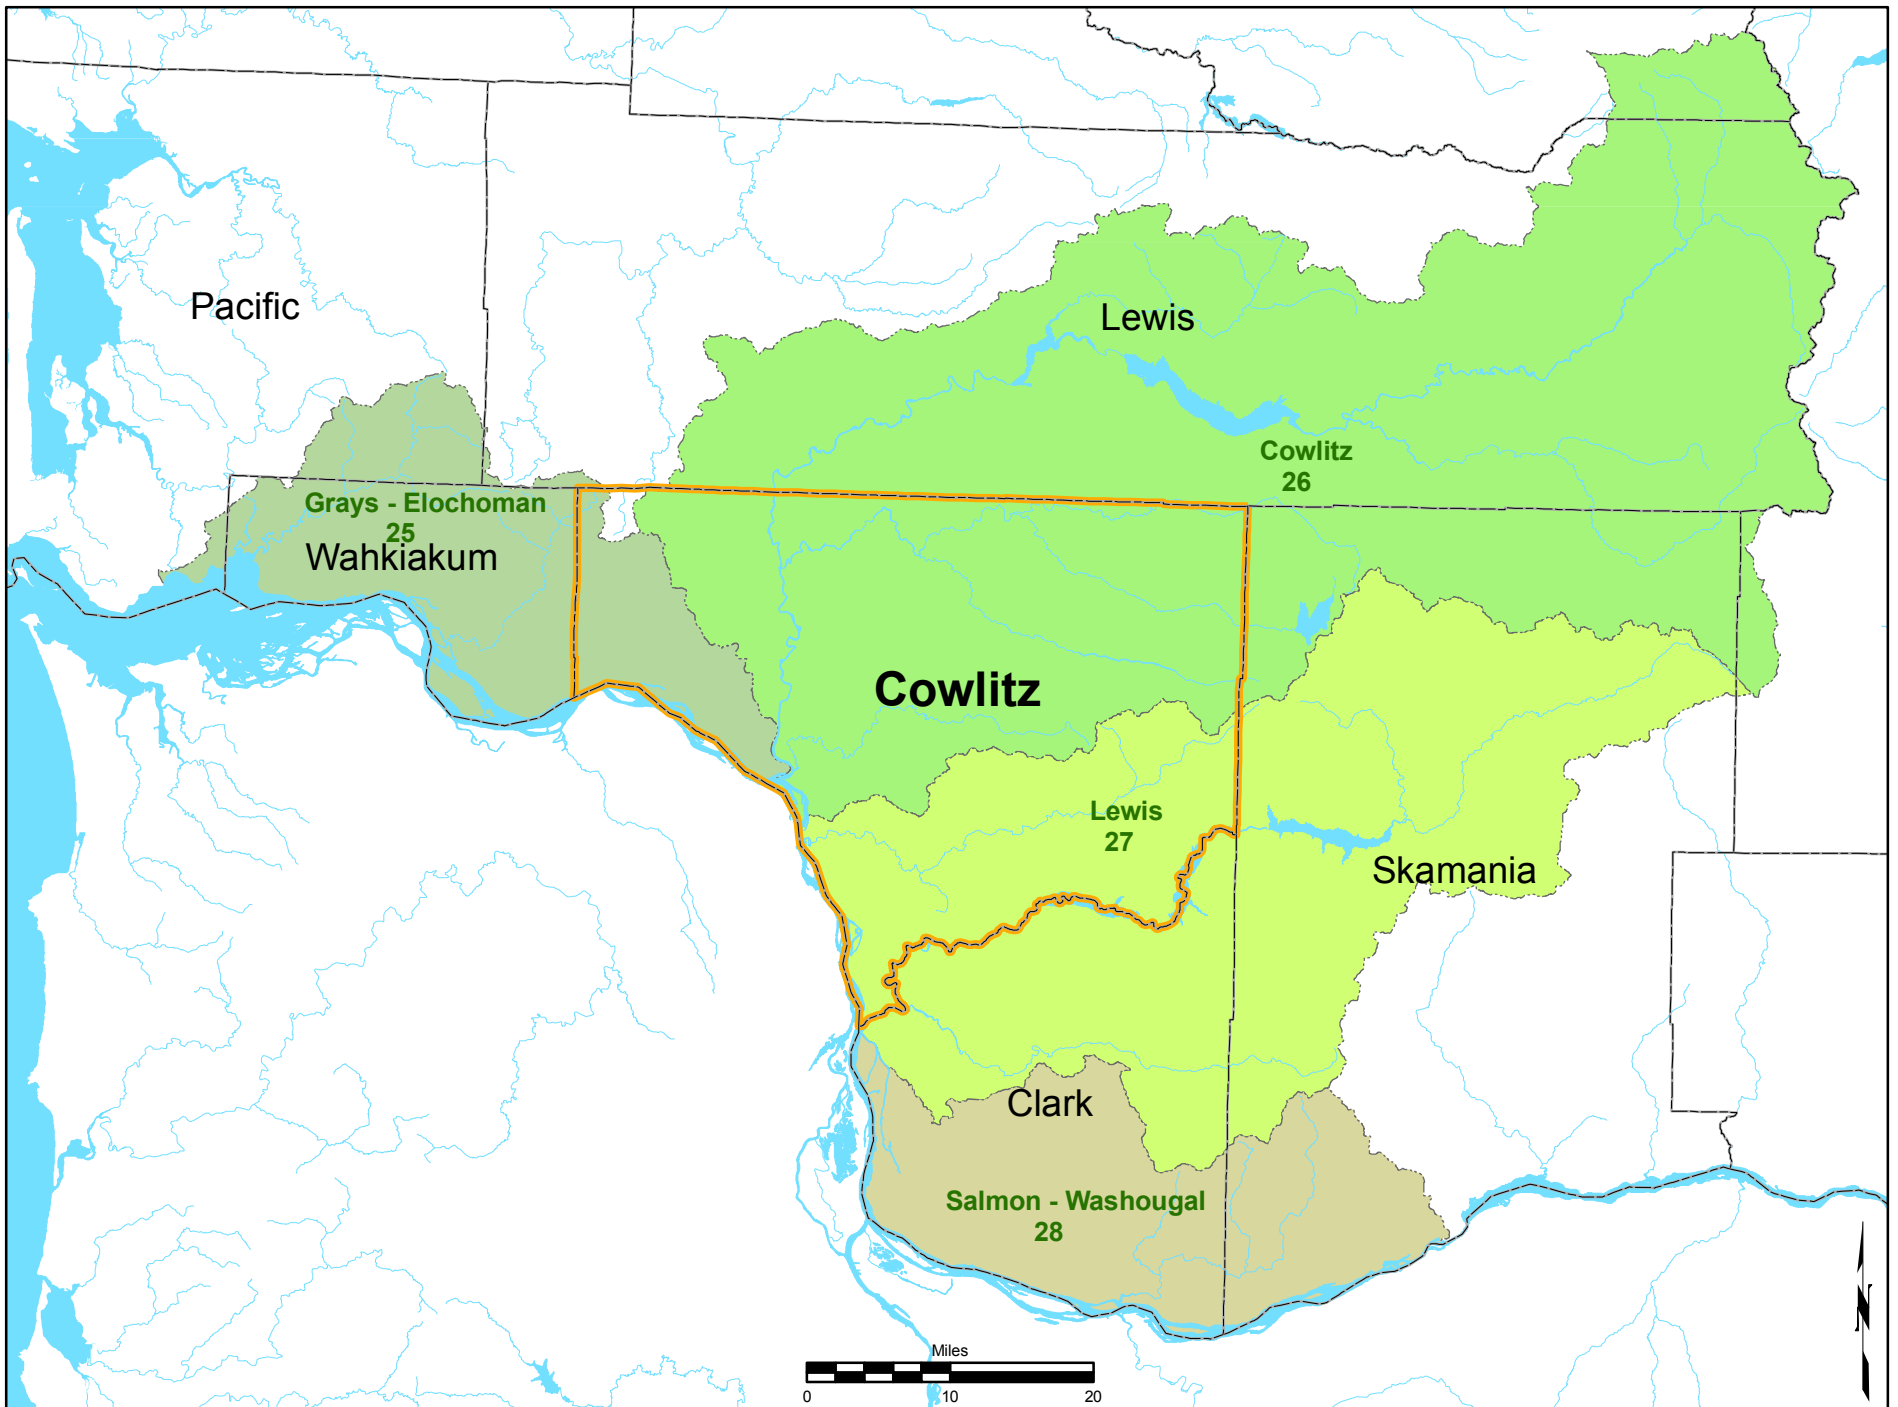 Pacific
Lewis
Cowlitz
26
Grays - Elochoman
25
Wahkiakum
Cowlitz
Lewis
27
Skamania
Clark
Salmon - Washougal
28
N
Miles
0 10 20